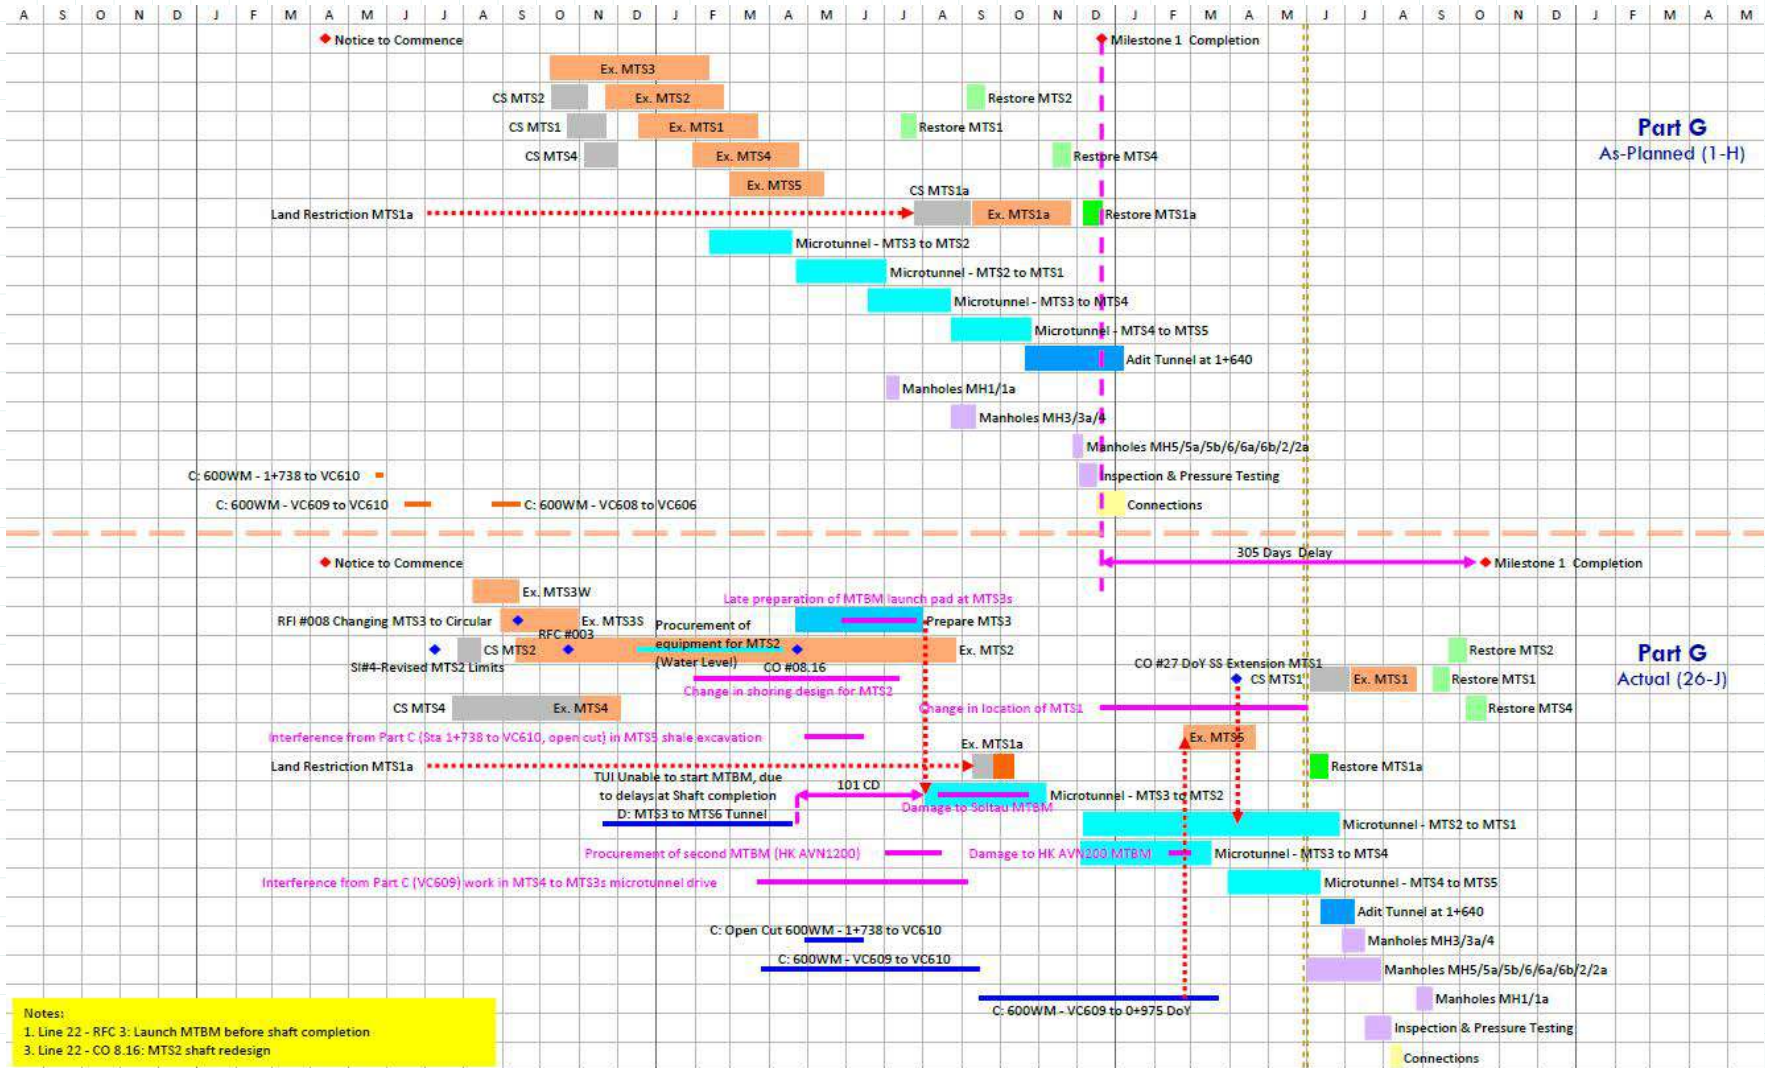 A S O N D J F M A M J J A S O N D J F M A M J J A S O N D J F M A M J J A S O N D J F M A M
Notice to Commence
Milestone 1 Completion
Ex. MTS3
CS MTS2
Ex. MTS2
Restore MTS2
CS MTS1
Ex. MTS1
Restore MTS1
Part G
As-Planned (1-H)
CS MTS4
Ex. MTS4
Restore MTS4
Ex. MTS5
CS MTS1a
Land Restriction MTS1a
Ex. MTS1a
Restore MTS1a
Microtunnel - MTS3 to MTS2
Microtunnel - MTS2 to MTS1
Microtunnel - MTS3 to MTS4
Microtunnel - MTS4 to MTS5
Adit Tunnel at 1+640
Manholes MH1/1a
Manholes MH3/3a/4
Manholes MH5/5a/5b/6/6a/6b/2/2a
C: 600WM - 1+738 to VC610
Inspection & Pressure Testing
C: 600WM - VC609 to VC610
C: 600WM - VC608 to VC606
Connections
305 Days Delay
Notice to Commence
Milestone 1 Completion
Ex. MTS3W
Late preparation of MTBM launch pad at MTS3s
RFI #008 Changing MTS3 to Circular
Ex. MTS3S
Prepare MTS3
RFC #003
Procurement of
equipment for MTS2
(Water Level)
CS MTS2
Ex. MTS2
Restore MTS2
Part G
Actual (26-J)
SI#4-Revised MTS2 Limits
CO #08.16
CO #27 DoY SS Extension MTS1
CS MTS1
Ex. MTS1
Restore MTS1
Change in shoring design for MTS2
CS MTS4
Ex. MTS4
Change in location of MTS1
Restore MTS4
Interference from Part C (Sta 1+738 to VC610, open cut) in MTS5 shale excavation
Ex. MTS5
Ex. MTS1a
Land Restriction MTS1a
Restore MTS1a
TUI Unable to start MTBM, due
to delays at Shaft completion
101 CD
Microtunnel - MTS3 to MTS2
Damage to Soltau MTBM
D: MTS3 to MTS6 Tunnel
Microtunnel - MTS2 to MTS1
Procurement of second MTBM (HK AVN1200)
Damage to HK AVN200 MTBM
Microtunnel - MTS3 to MTS4
Interference from Part C (VC609) work in MTS4 to MTS3s microtunnel drive
Microtunnel - MTS4 to MTS5
Adit Tunnel at 1+640
C: Open Cut 600WM - 1+738 to VC610
Manholes MH3/3a/4
C: 600WM - VC609 to VC610
Manholes MH5/5a/5b/6/6a/6b/2/2a
Manholes MH1/1a
C: 600WM - VC609 to 0+975 DoY
Inspection & Pressure Testing
Connections
Notes:
1. Line 22 - RFC 3: Launch MTBM before shaft completion
3. Line 22 - CO 8.16: MTS2 shaft redesign